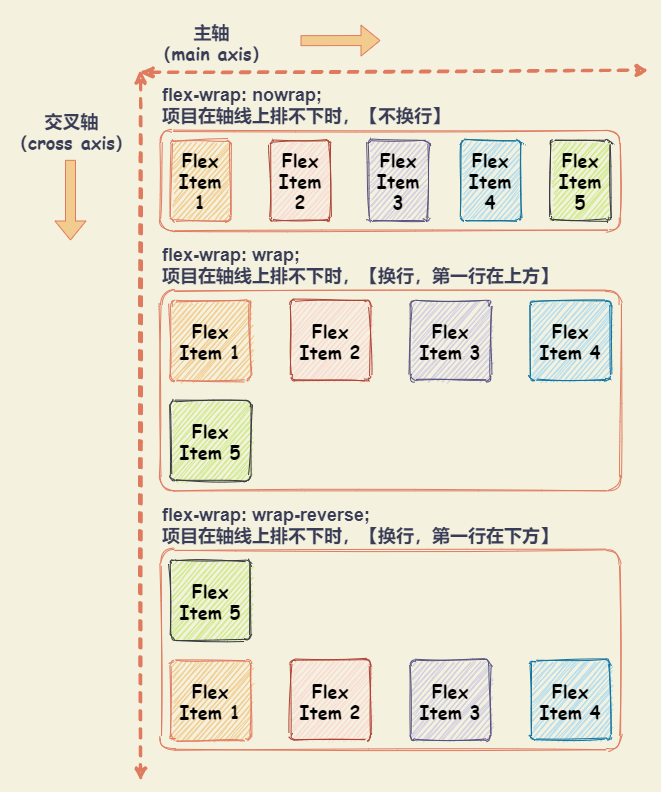 主轴
(main axis)
交叉轴
(cross axis)
flex-wrap: nowrap;
项目在轴线上排不下时，【不换行】
Flex
Item
1
Flex
Item
2
Flex
Item
3
Flex
Item
4
Flex
Item
5
flex-wrap: wrap;
项目在轴线上排不下时，【换行，第一行在上方】
Flex
Item 1
Flex
Item 2
Flex
Item 3
Flex
Item 4
Flex
Item 5
flex-wrap: wrap-reverse;
项目在轴线上排不下时，【换行，第一行在下方】
Flex
Item 5
Flex
Item 1
Flex
Item 2
Flex
Item 3
Flex
Item 4